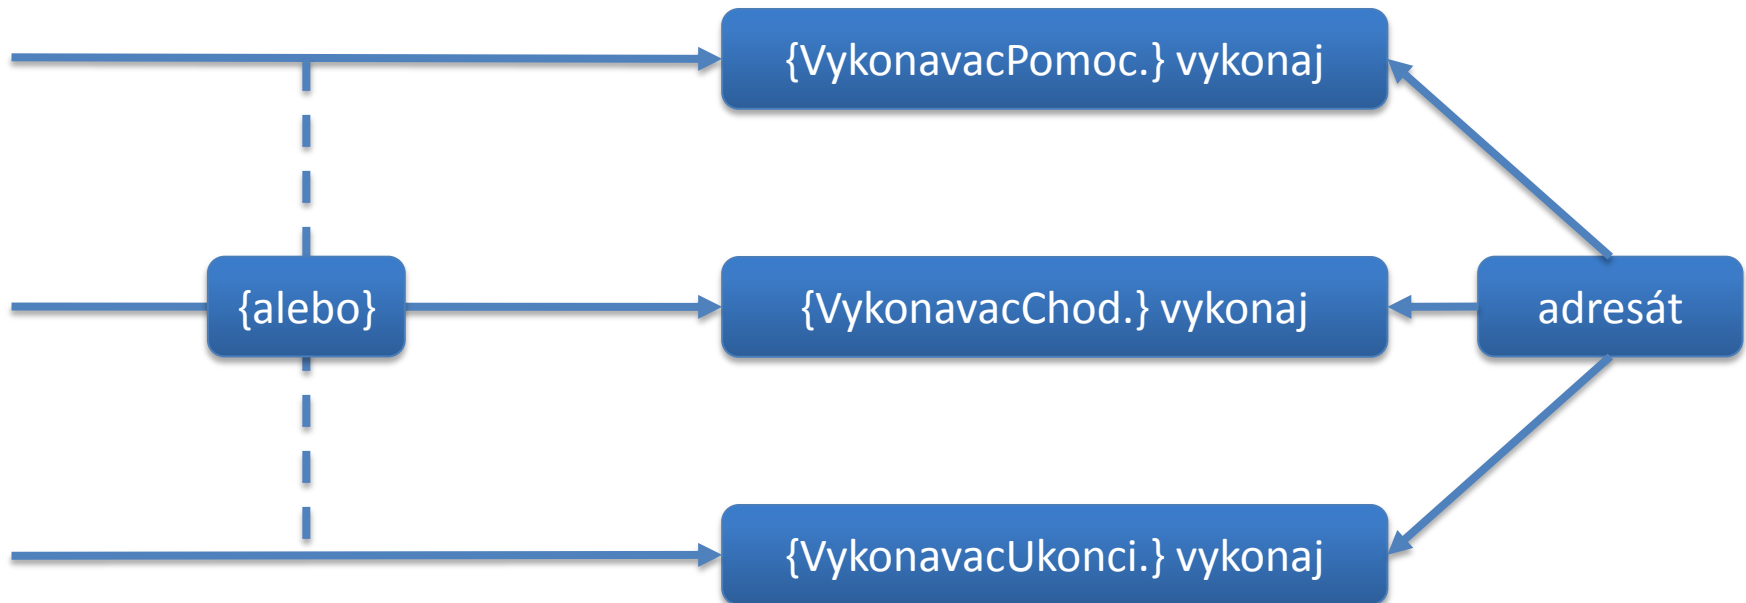 {VykonavacPomoc.} vykonaj
{alebo}
{VykonavacChod.} vykonaj
adresát
{VykonavacUkonci.} vykonaj